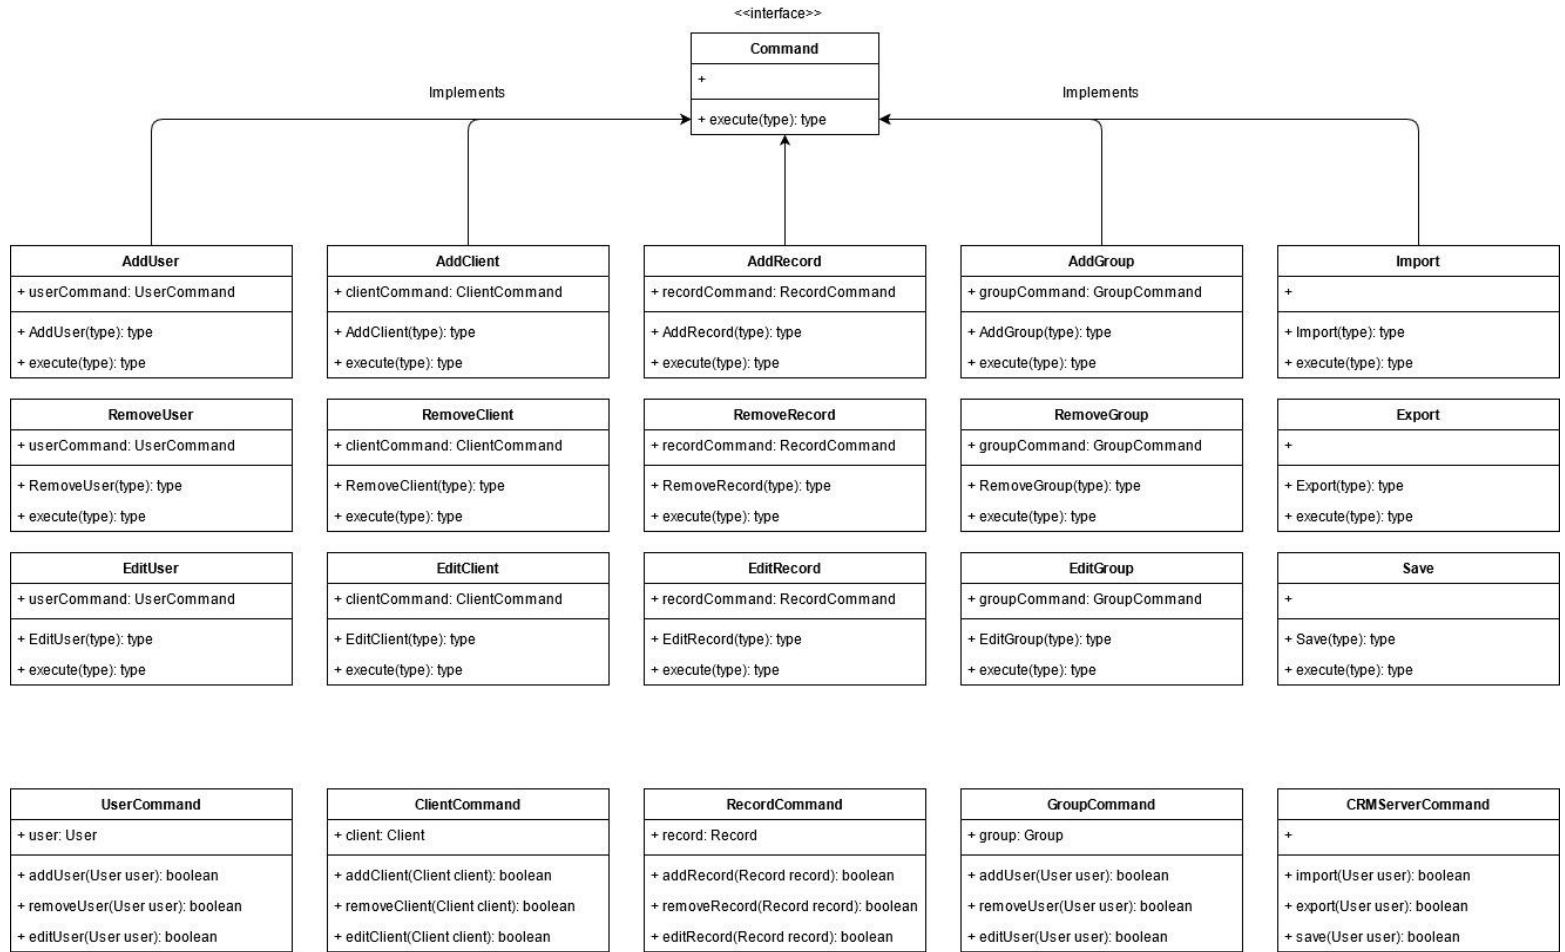 <<interface>>
Command
+
+ execute(type): type
Implements
Implements
AddUser
+ userCommand: UserCommand
+ AddUser(type): type
+ execute(type): type
AddClient
+ clientCommand: ClientCommand
+ AddClient(type): type
+ execute(type): type
AddRecord
+ recordCommand: RecordCommand
+ AddRecord(type): type
+ execute(type): type
AddGroup
+ groupCommand: GroupCommand
+ AddGroup(type): type
+ execute(type): type
Import
+
+ Import(type): type
+ execute(type): type
RemoveUser
+ userCommand: UserCommand
+ RemoveUser(type): type
+ execute(type): type
RemoveClient
+ clientCommand: ClientCommand
+ RemoveClient(type): type
+ execute(type): type
RemoveRecord
+ recordCommand: RecordCommand
+ RemoveRecord(type): type
+ execute(type): type
RemoveGroup
+ groupCommand: GroupCommand
+ RemoveGroup(type): type
+ execute(type): type
Export
+
+ Export(type): type
+ execute(type): type
EditUser
+ userCommand: UserCommand
+ EditUser(type): type
+ execute(type): type
EditClient
+ clientCommand: ClientCommand
+ EditClient(type): type
+ execute(type): type
EditRecord
+ recordCommand: RecordCommand
+ EditRecord(type): type
+ execute(type): type
EditGroup
+ groupCommand: GroupCommand
+ EditGroup(type): type
+ execute(type): type
Save
+
+ Save(type): type
+ execute(type): type
UserCommand
+ user: User
+ addUser(User user): boolean
+ removeUser(User user): boolean
+ editUser(User user): boolean
ClientCommand
+ client: Client
+ addClient(Client client): boolean
+ removeClient(Client client): boolean
+ editClient(Client client): boolean
RecordCommand
+ record: Record
+ addRecord(Record record): boolean
+ removeRecord(Record record): boolean
+ editRecord(Record record): boolean
GroupCommand
+ group: Group
+ addUser(User user): boolean
+ removeUser(User user): boolean
+ editUser(User user): boolean
CRMServerCommand
+
+ import(User user): boolean
+ export(User user): boolean
+ save(User user): boolean